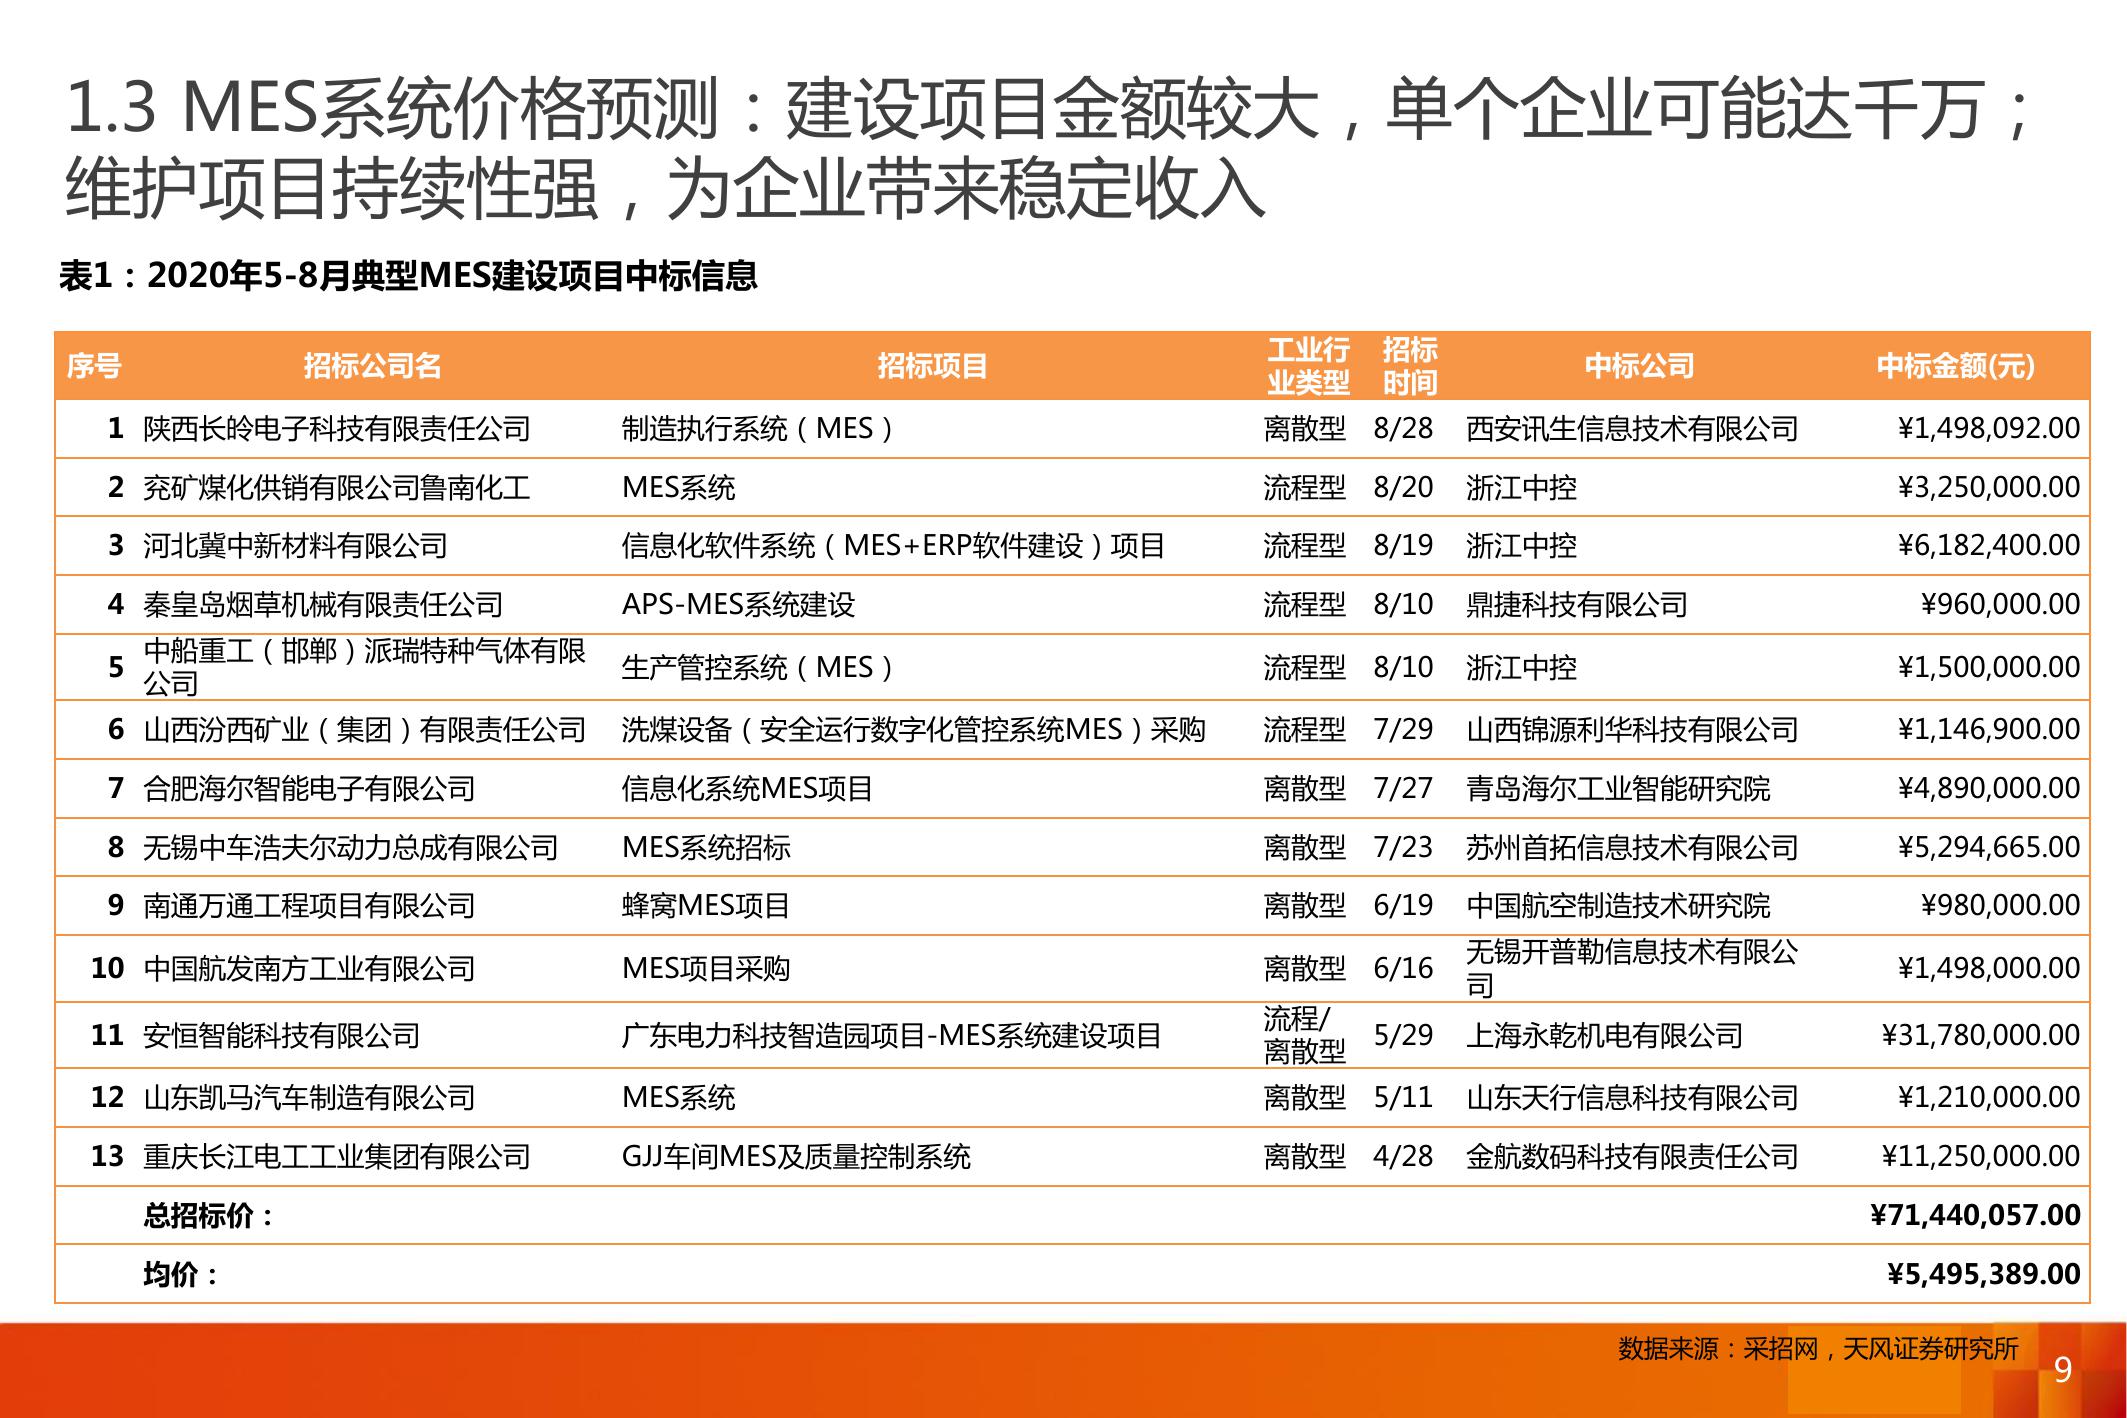 1.3 MES系统价格预测：建设项目金额较大，单个企业可能达千万；
维护项目持续性强，为企业带来稳定收入
表1：2020年5-8月典型MES建设项目中标信息
序号 招标公司名 招标项目 工业行业类型 招标时间 中标公司 中标金额(元)
1 陕西长岭电子科技有限责任公司 制造执行系统（MES） 离散型 8/28 西安讯生信息技术有限公司 ¥1,498,092.00
2 兖矿煤化供销有限公司鲁南化工 MES系统 流程型 8/20 浙江中控 ¥3,250,000.00
3 河北冀中新材料有限公司 信息化软件系统（MES+ERP软件建设）项目 流程型 8/19 浙江中控 ¥6,182,400.00
4 秦皇岛烟草机械有限责任公司 APS-MES系统建设 流程型 8/10 鼎捷科技有限公司 ¥960,000.00
5 中船重工（邯郸）派瑞特种气体有限公司 生产管控系统（MES） 流程型 8/10 浙江中控 ¥1,500,000.00
6 山西汾西矿业（集团）有限责任公司 洗煤设备（安全运行数字化管控系统MES）采购 流程型 7/29 山西锦源利华科技有限公司 ¥1,146,900.00
7 合肥海尔智能电子有限公司 信息化系统MES项目 离散型 7/27 青岛海尔工业智能研究院 ¥4,890,000.00
8 无锡中车浩夫尔动力总成有限公司 MES系统招标 离散型 7/23 苏州首拓信息技术有限公司 ¥5,294,665.00
9 南通万通工程项目有限公司 蜂窝MES项目 离散型 6/19 中国航空制造技术研究院 ¥980,000.00
10 中国航发南方工业有限公司 MES项目采购 离散型 6/16 无锡开普勒信息技术有限公司 ¥1,498,000.00
11 安恒智能科技有限公司 广东电力科技智造园项目-MES系统建设项目 流程/离散型 5/29 上海永乾机电有限公司 ¥31,780,000.00
12 山东凯马汽车制造有限公司 MES系统 离散型 5/11 山东天行信息科技有限公司 ¥1,210,000.00
13 重庆长江电工工业集团有限公司 GJJ车间MES及质量控制系统 离散型 4/28 金航数码科技有限责任公司 ¥11,250,000.00
总招标价： ¥71,440,057.00
均价： ¥5,495,389.00
数据来源：采招网，天风证券研究所
9